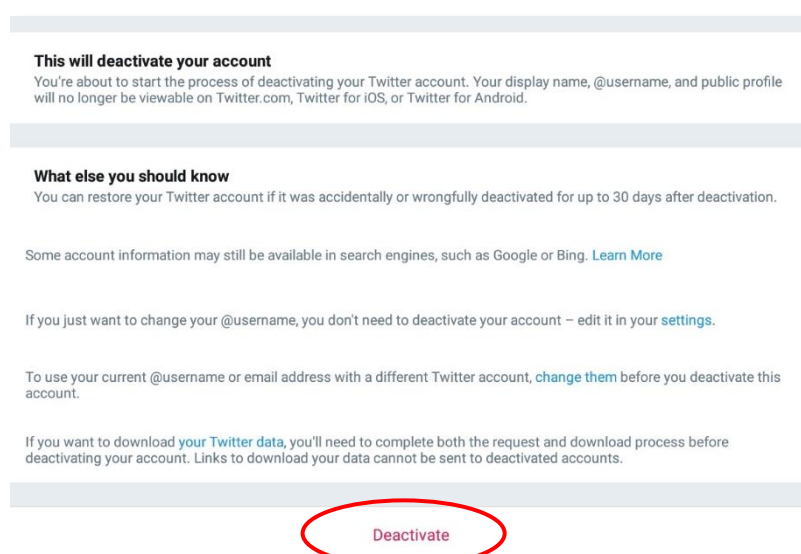 This will deactivate your account
You're about to start the process of deactivating your Twitter account. Your display name, @username, and public profile
will no longer be viewable on Twitter.com, Twitter for iOS, or Twitter for Android.
What else you should know
You can restore your Twitter account if it was accidentally or wrongfully deactivated for up to 30 days after deactivation.
Some account information may still be available in search engines, such as Google or Bing. Learn More
If you just want to change your @username, you don't need to deactivate your account – edit it in your settings.
To use your current @username or email address with a different Twitter account, change them before you deactivate this
account.
If you want to download your Twitter data, you'll need to complete both the request and download process before
deactivating your account. Links to download your data cannot be sent to deactivated accounts.
Deactivate